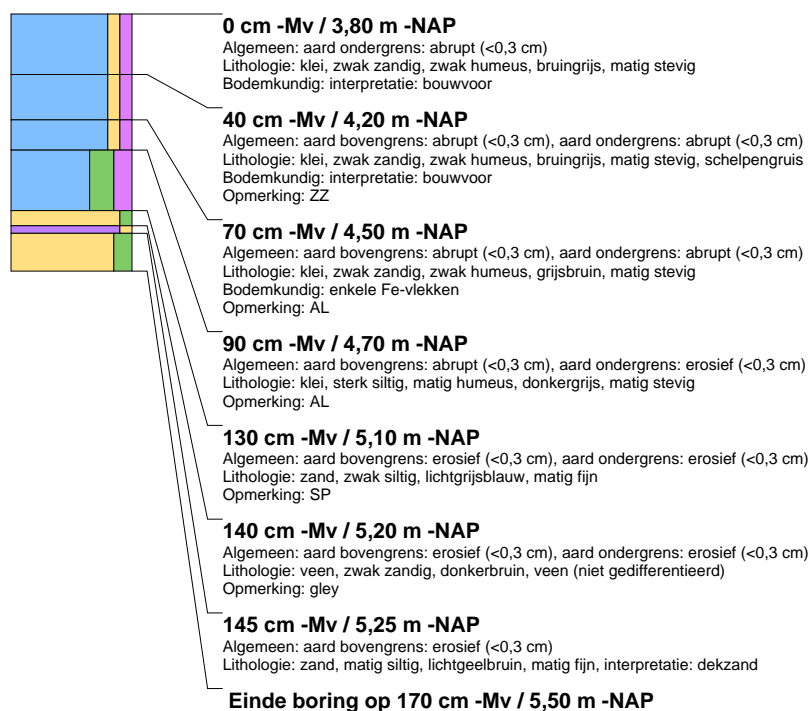 0 cm -Mv / 3,80 m -NAP
Algemeen: aard ondergrens: abrupt (<0,3 cm)
Lithologie: klei, zwak zandig, zwak humeus, bruingrijs, matig stevig
Bodemkundig: interpretatie: bouwvoor
40 cm -Mv / 4,20 m -NAP
Algemeen: aard bovengrens: abrupt (<0,3 cm), aard ondergrens: abrupt (<0,3 cm)
Lithologie: klei, zwak zandig, zwak humeus, bruingrijs, matig stevig, schelpengruis
Bodemkundig: interpretatie: bouwvoor
Opmerking: ZZ
70 cm -Mv / 4,50 m -NAP
Algemeen: aard bovengrens: abrupt (<0,3 cm), aard ondergrens: abrupt (<0,3 cm)
Lithologie: klei, zwak zandig, zwak humeus, grijsbruin, matig stevig
Bodemkundig: enkele Fe-vlekken
Opmerking: AL
90 cm -Mv / 4,70 m -NAP
Algemeen: aard bovengrens: abrupt (<0,3 cm), aard ondergrens: erosief (<0,3 cm)
Lithologie: klei, sterk siltig, matig humeus, donkergrijs, matig stevig
Opmerking: AL
130 cm -Mv / 5,10 m -NAP
Algemeen: aard bovengrens: erosief (<0,3 cm), aard ondergrens: erosief (<0,3 cm)
Lithologie: zand, zwak siltig, lichtgrijsblauw, matig fijn
Opmerking: SP
140 cm -Mv / 5,20 m -NAP
Algemeen: aard bovengrens: erosief (<0,3 cm), aard ondergrens: erosief (<0,3 cm)
Lithologie: veen, zwak zandig, donkerbruin, veen (niet gedifferentieerd)
Opmerking: gley
145 cm -Mv / 5,25 m -NAP
Algemeen: aard bovengrens: erosief (<0,3 cm)
Lithologie: zand, matig siltig, lichtgeelbruin, matig fijn, interpretatie: dekzand
Einde boring op 170 cm -Mv / 5,50 m -NAP